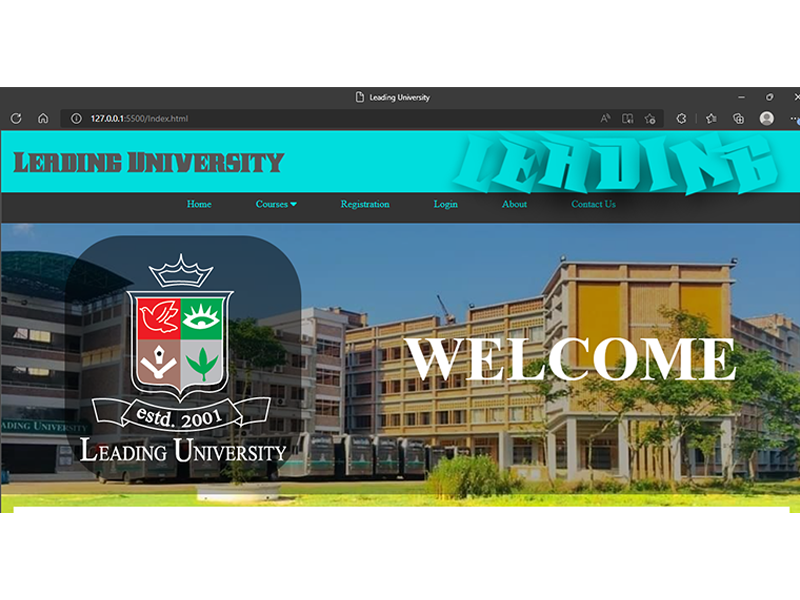 Leading University
127.0.0.1:5500/Index.html
LEADING UNIVERSITY
LEADING
Home Courses Registration Login About Contact Us
WELCOME
estd. 2001
LEADING UNIVERSITY
LEADING UNIVERSITY